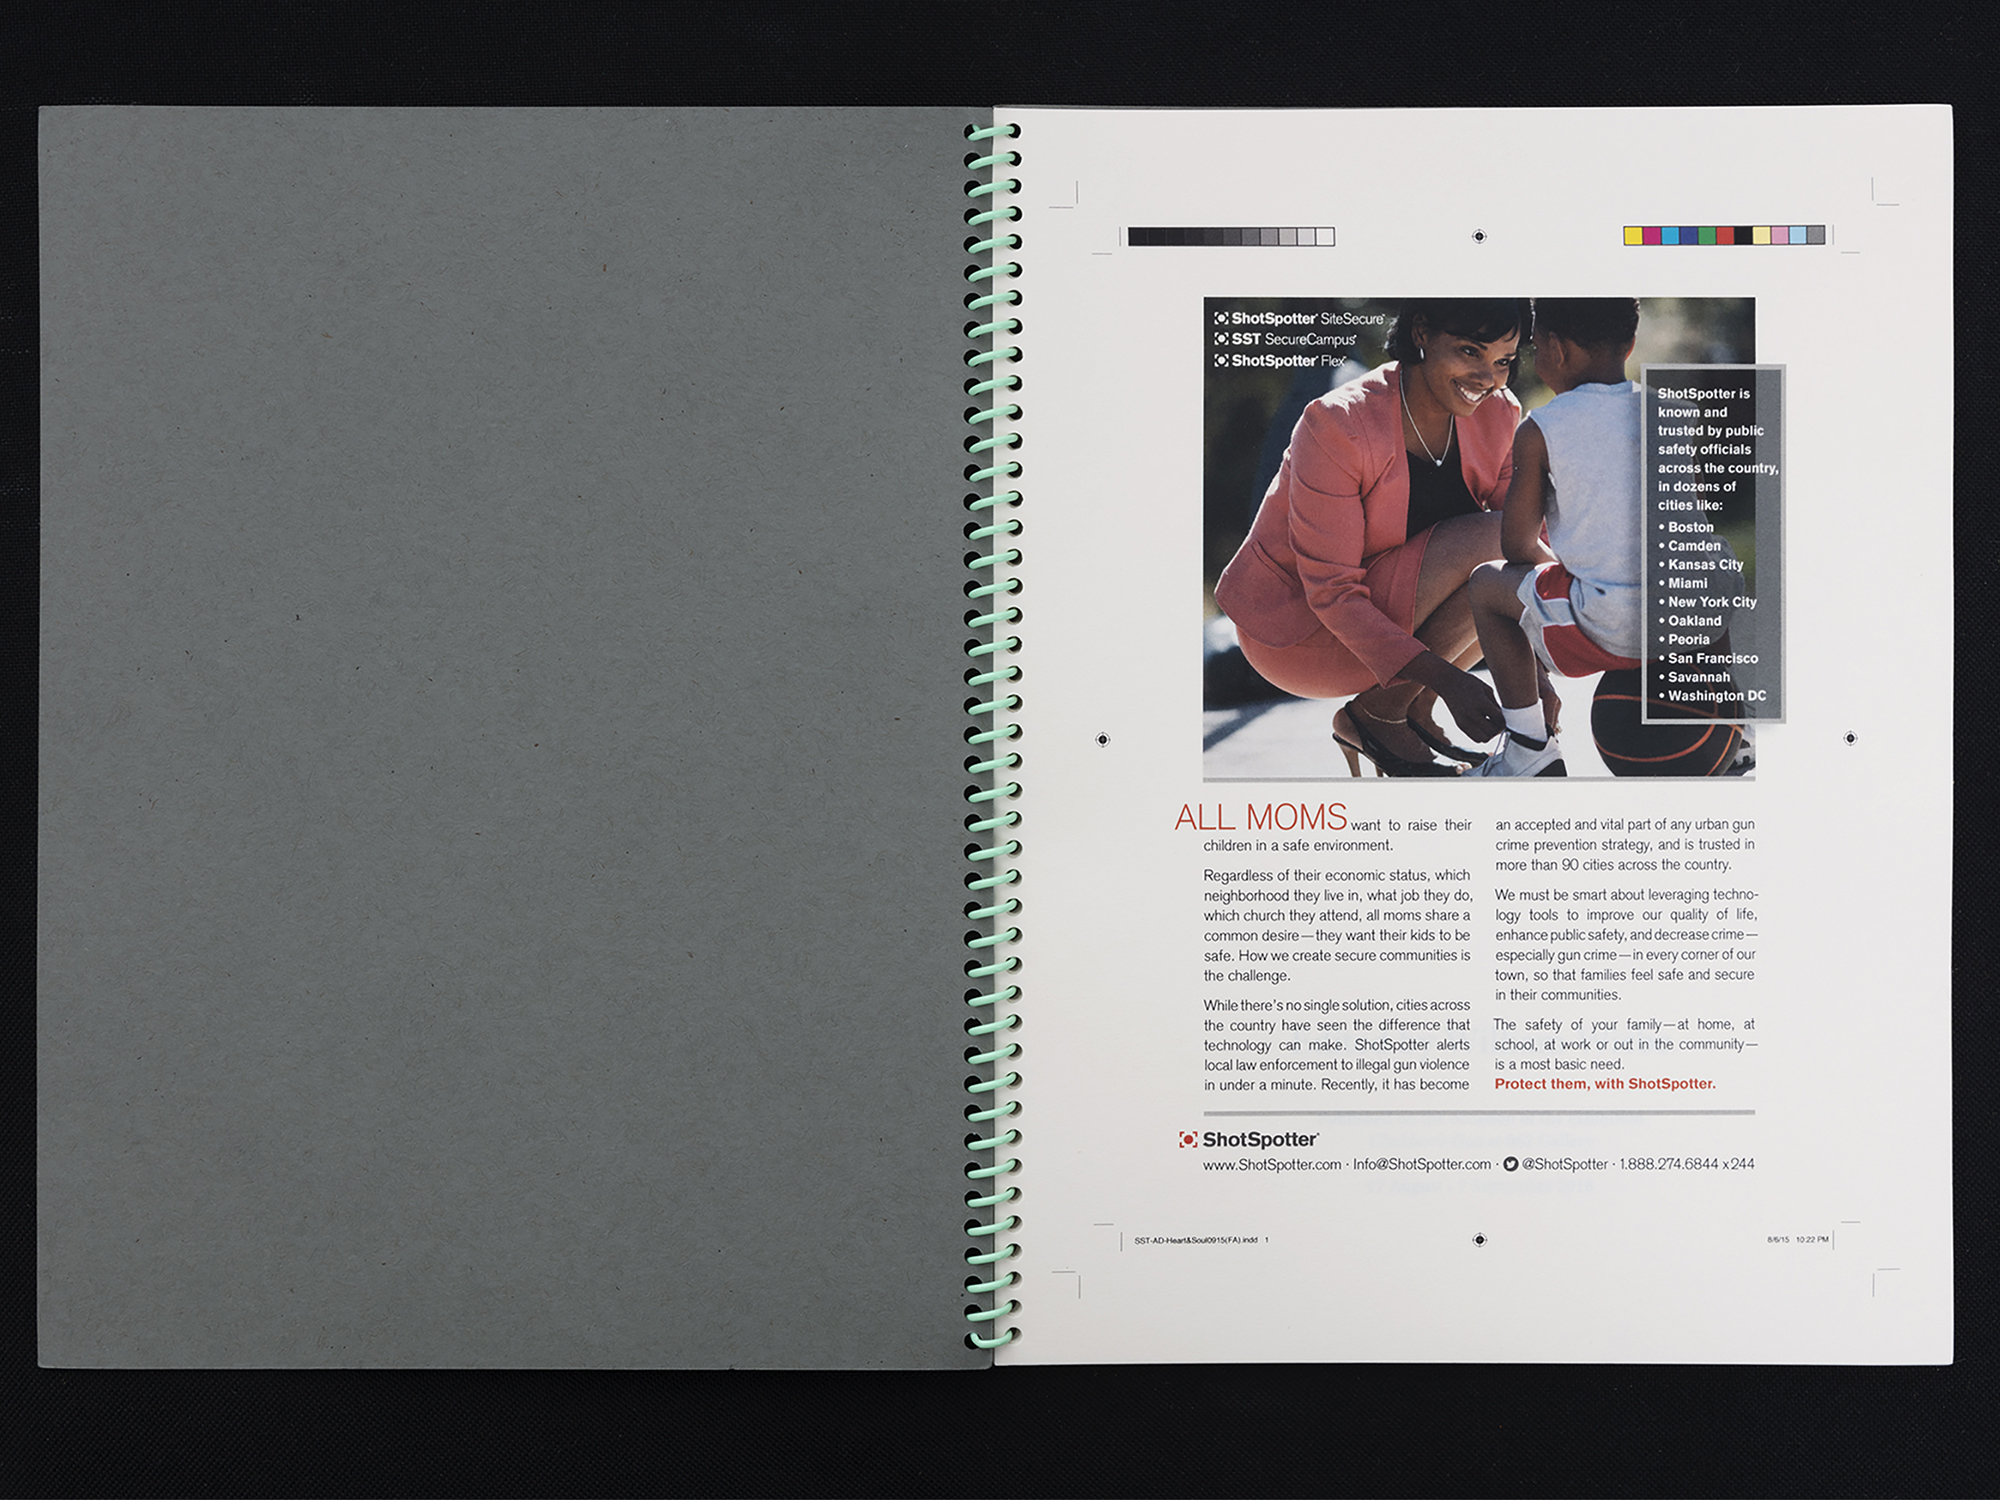 ShotSpotter® SiteSecure®
SST SecureCampus®
ShotSpotter® Flex®
ShotSpotter is
known and
trusted by public
safety officials
across the country,
in dozens of
cities like:
• Boston
• Camden
• Kansas City
• Miami
• New York City
• Oakland
• Peoria
• San Francisco
• Savannah
• Washington DC
ALL MOMS want to raise their
children in a safe environment.
Regardless of their economic status, which
neighborhood they live in, what job they do,
which church they attend, all moms share a
common desire—they want their kids to be
safe. How we create secure communities is
the challenge.
While there's no single solution, cities across
the country have seen the difference that
technology can make. ShotSpotter alerts
local law enforcement to illegal gun violence
in under a minute. Recently, it has become
an accepted and vital part of any urban gun
crime prevention strategy, and is trusted in
more than 90 cities across the country.
We must be smart about leveraging techno-
logy tools to improve our quality of life,
enhance public safety, and decrease crime—
especially gun crime—in every corner of our
town, so that families feel safe and secure
in their communities.
The safety of your family—at home, at
school, at work or out in the community—
is a most basic need.
Protect them, with ShotSpotter.
ShotSpotter®
www.ShotSpotter.com · Info@ShotSpotter.com · @ShotSpotter · 1.888.274.6844 x244
SST-AD-Heart&Soul0915(FA).indd 1
8/6/15 10:22 PM